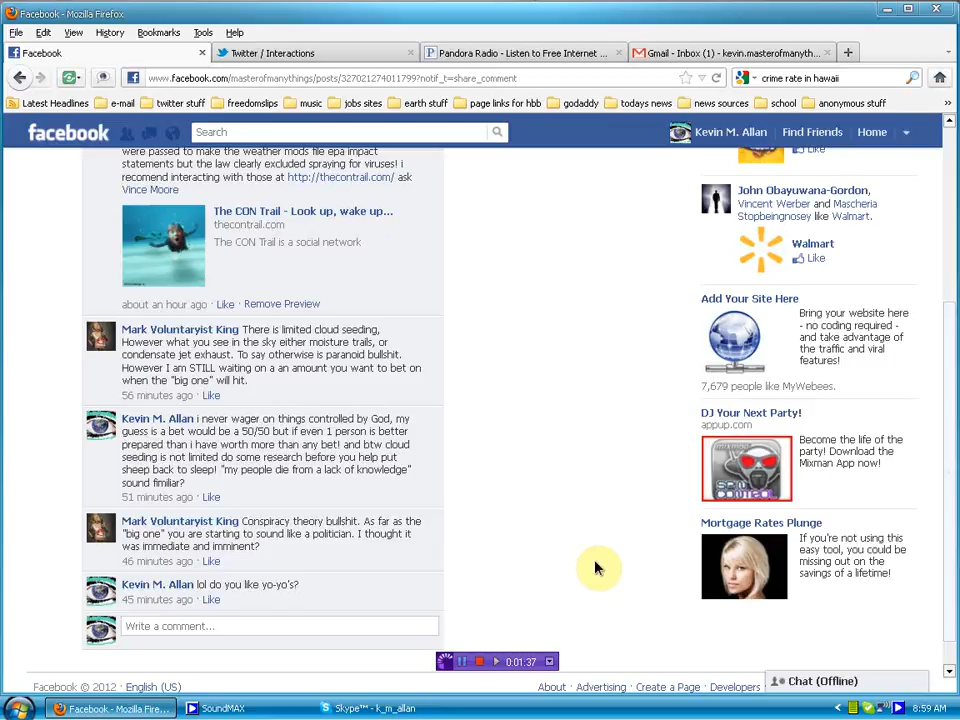 Facebook - Mozilla Firefox
File Edit View History Bookmarks Tools Help
Facebook
Twitter / Interactions
Pandora Radio - Listen to Free Internet ...
Gmail - Inbox (1) - kevin.masterofmanyth...
www.facebook.com/masterofmanythings/posts/327021274011799?notif_t=share_comment
crime rate in hawaii
Latest Headlines e-mail twitter stuff freedomslips music jobs sites earth stuff page links for hbb godaddy todays news news sources school anonymous stuff
facebook
Search
Kevin M. Allan Find Friends Home
were passed to make the weather mods file epa impact
statements but the law clearly excluded spraying for viruses! i
recomend interacting with those at http://thecontrail.com/ ask
Vince Moore
The CON Trail - Look up, wake up...
thecontrail.com
The CON Trail is a social network
about an hour ago · Like · Remove Preview
Mark Voluntaryist King There is limited cloud seeding,
However what you see in the sky either moisture trails, or
condensate jet exhaust. To say otherwise is paranoid bullshit.
However I am STILL waiting on a an amount you want to bet on
when the "big one" will hit.
56 minutes ago · Like
Kevin M. Allan i never wager on things controlled by God, my
guess is a bet would be a 50/50 but if even 1 person is better
prepared than i have worth more than any bet! and btw cloud
seeding is not limited do some research before you help put
sheep back to sleep! "my people die from a lack of knowledge"
sound fimiliar?
51 minutes ago · Like
Mark Voluntaryist King Conspiracy theory bullshit. As far as the
"big one" you are starting to sound like a politician. I thought it
was immediate and imminent?
46 minutes ago · Like
Kevin M. Allan lol do you like yo-yo's?
45 minutes ago · Like
Write a comment...
Like
John Obayuwana-Gordon,
Vincent Werber and Mascheria
Stopbeingnosey like Walmart.
Walmart
Like
Add Your Site Here
Bring your website here
- no coding required -
and take advantage of
the traffic and viral
features!
7,679 people like MyWebees.
DJ Your Next Party!
appup.com
Become the life of the
party! Download the
Mixman App now!
SPIN
CONTROL
Mortgage Rates Plunge
If you're not using this
easy tool, you could be
missing out on the
savings of a lifetime!
0:01:37
Facebook © 2012 · English (US)
About · Advertising · Create a Page · Developers
Chat (Offline)
Facebook - Mozilla Fire...
SoundMAX
Skype™ - k_m_allan
8:59 AM